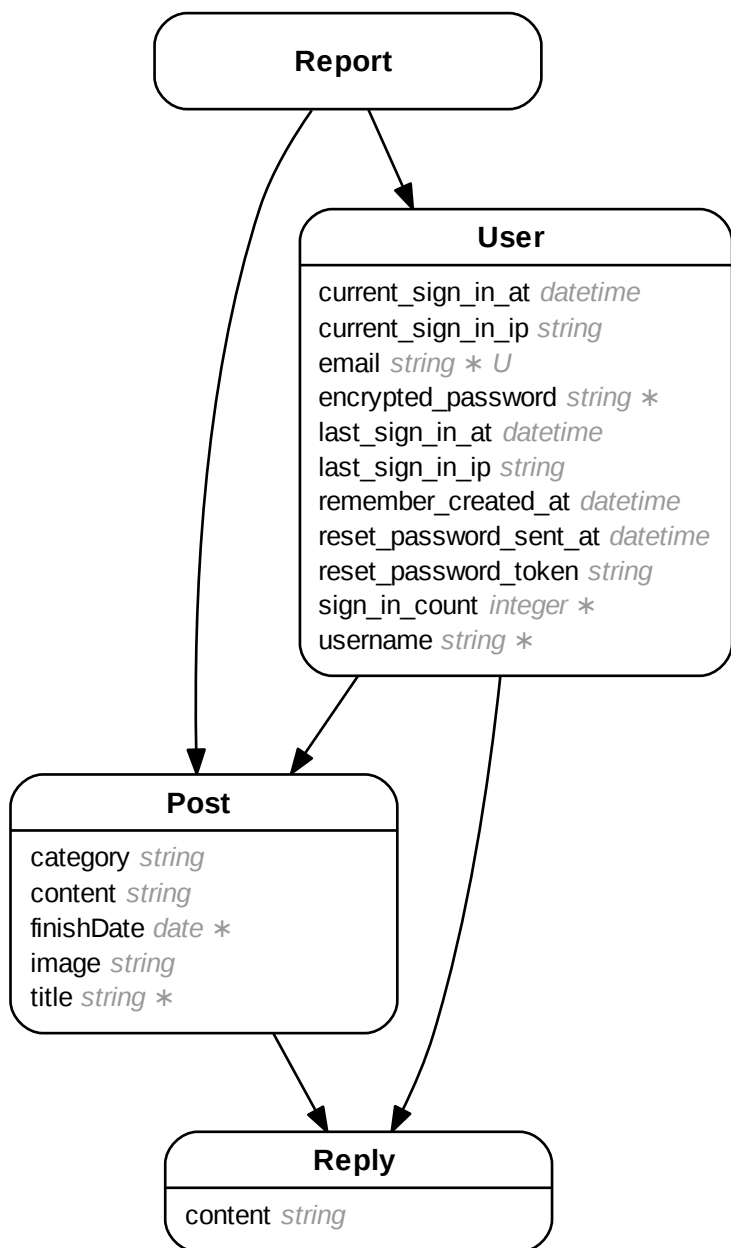 Report
User
current_sign_in_at datetime
current_sign_in_ip string
email string ∗ U
encrypted_password string ∗
last_sign_in_at datetime
last_sign_in_ip string
remember_created_at datetime
reset_password_sent_at datetime
reset_password_token string
sign_in_count integer ∗
username string ∗
Post
category string
content string
finishDate date ∗
image string
title string ∗
Reply
content string